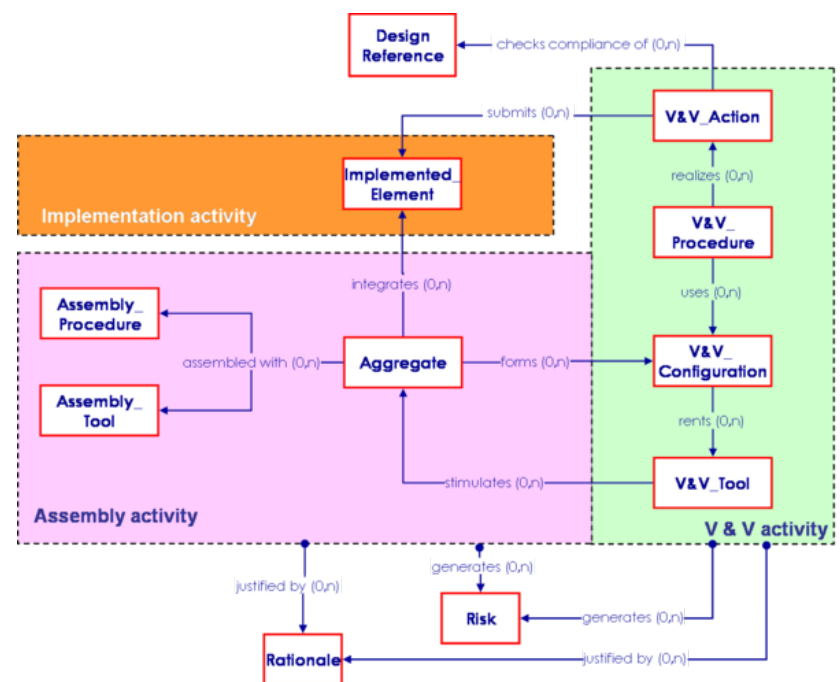 Design
Reference
checks compliance of (0,n)
V&V_Action
submits (0,n)
Implemented_
Element
Implementation activity
realizes (0,n)
V&V_
Procedure
integrates (0,n)
uses (0,n)
Assembly_
Procedure
assembled with (0,n)
Aggregate
forms (0,n)
V&V_
Configuration
Assembly_
Tool
rents (0,n)
stimulates (0,n)
V&V_Tool
Assembly activity
V & V activity
justified by (0,n)
generates (0,n)
Risk
generates (0,n)
Rationale
justified by (0,n)